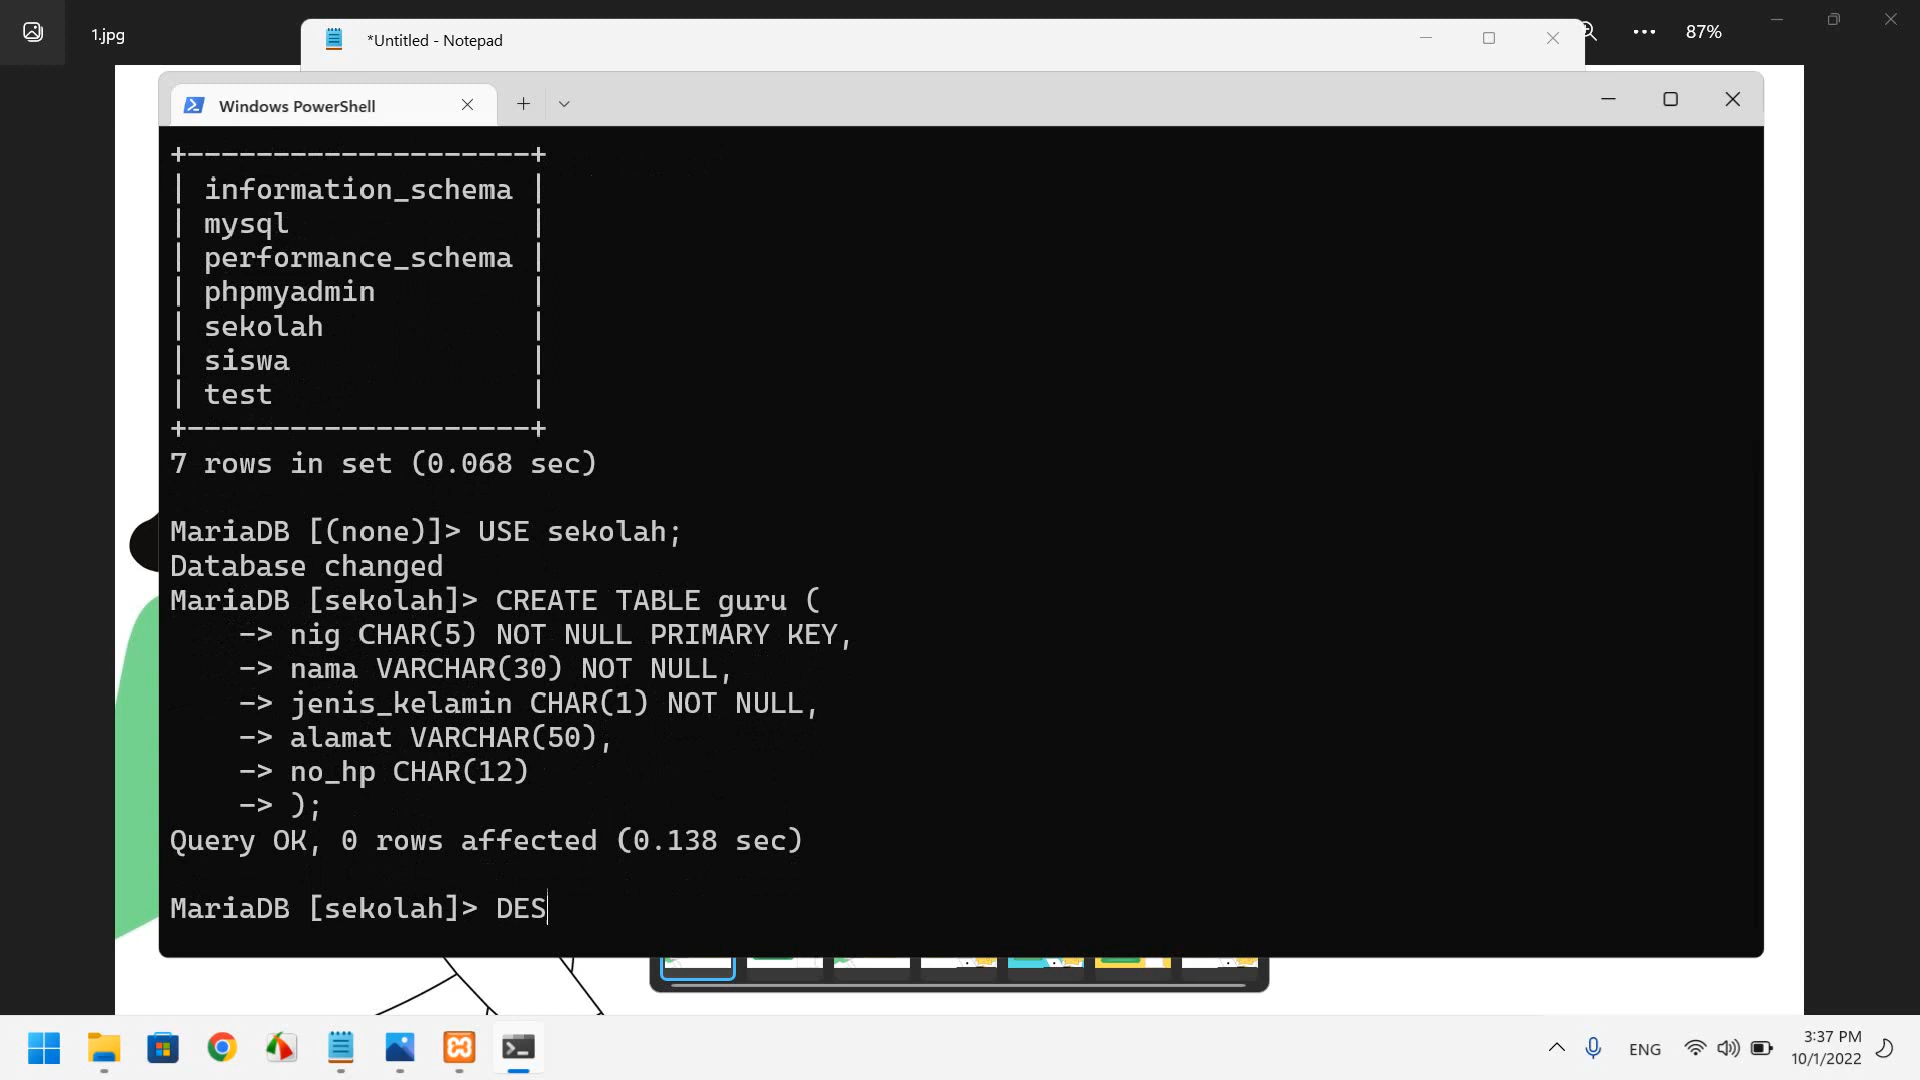 1.jpg
*Untitled - Notepad
87%
Windows PowerShell
+--------------------+
| information_schema |
| mysql              |
| performance_schema |
| phpmyadmin         |
| sekolah            |
| siswa              |
| test               |
+--------------------+
7 rows in set (0.068 sec)
MariaDB [(none)]> USE sekolah;
Database changed
MariaDB [sekolah]> CREATE TABLE guru (
    -> nig CHAR(5) NOT NULL PRIMARY KEY,
    -> nama VARCHAR(30) NOT NULL,
    -> jenis_kelamin CHAR(1) NOT NULL,
    -> alamat VARCHAR(50),
    -> no_hp CHAR(12)
    -> );
Query OK, 0 rows affected (0.138 sec)
MariaDB [sekolah]> DES
ENG
3:37 PM
10/1/2022